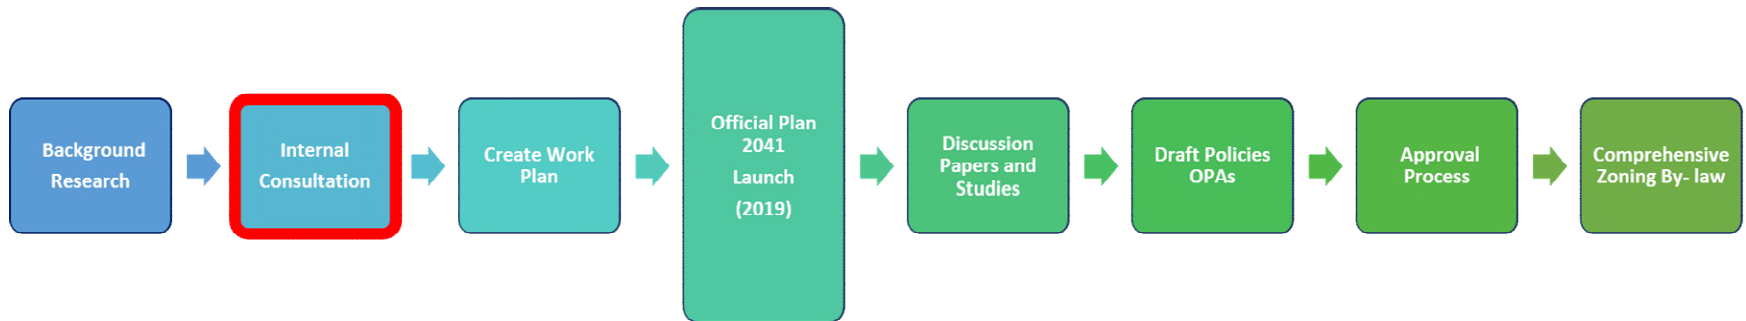 Background
Research
Internal
Consultation
Create Work
Plan
Official Plan
2041
Launch
(2019)
Discussion
Papers and
Studies
Draft Policies
OPAs
Approval
Process
Comprehensive
Zoning By- law